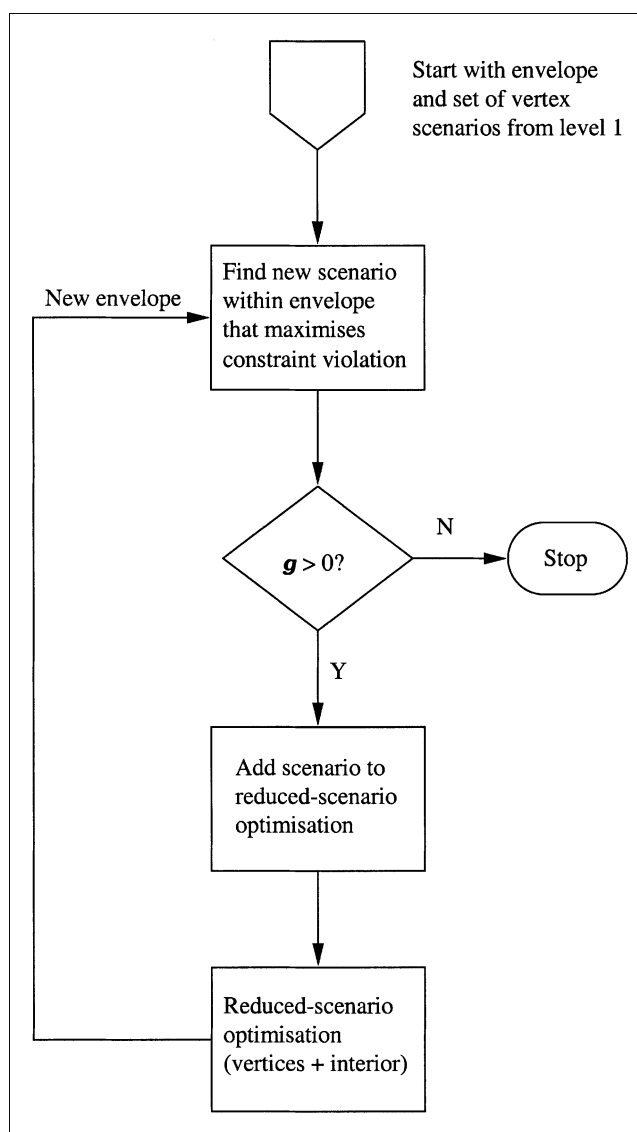 Start with envelope
and set of vertex
scenarios from level 1
Find new scenario
within envelope
that maximises
constraint violation
New envelope
g > 0?
N
Stop
Y
Add scenario to
reduced-scenario
optimisation
Reduced-scenario
optimisation
(vertices + interior)